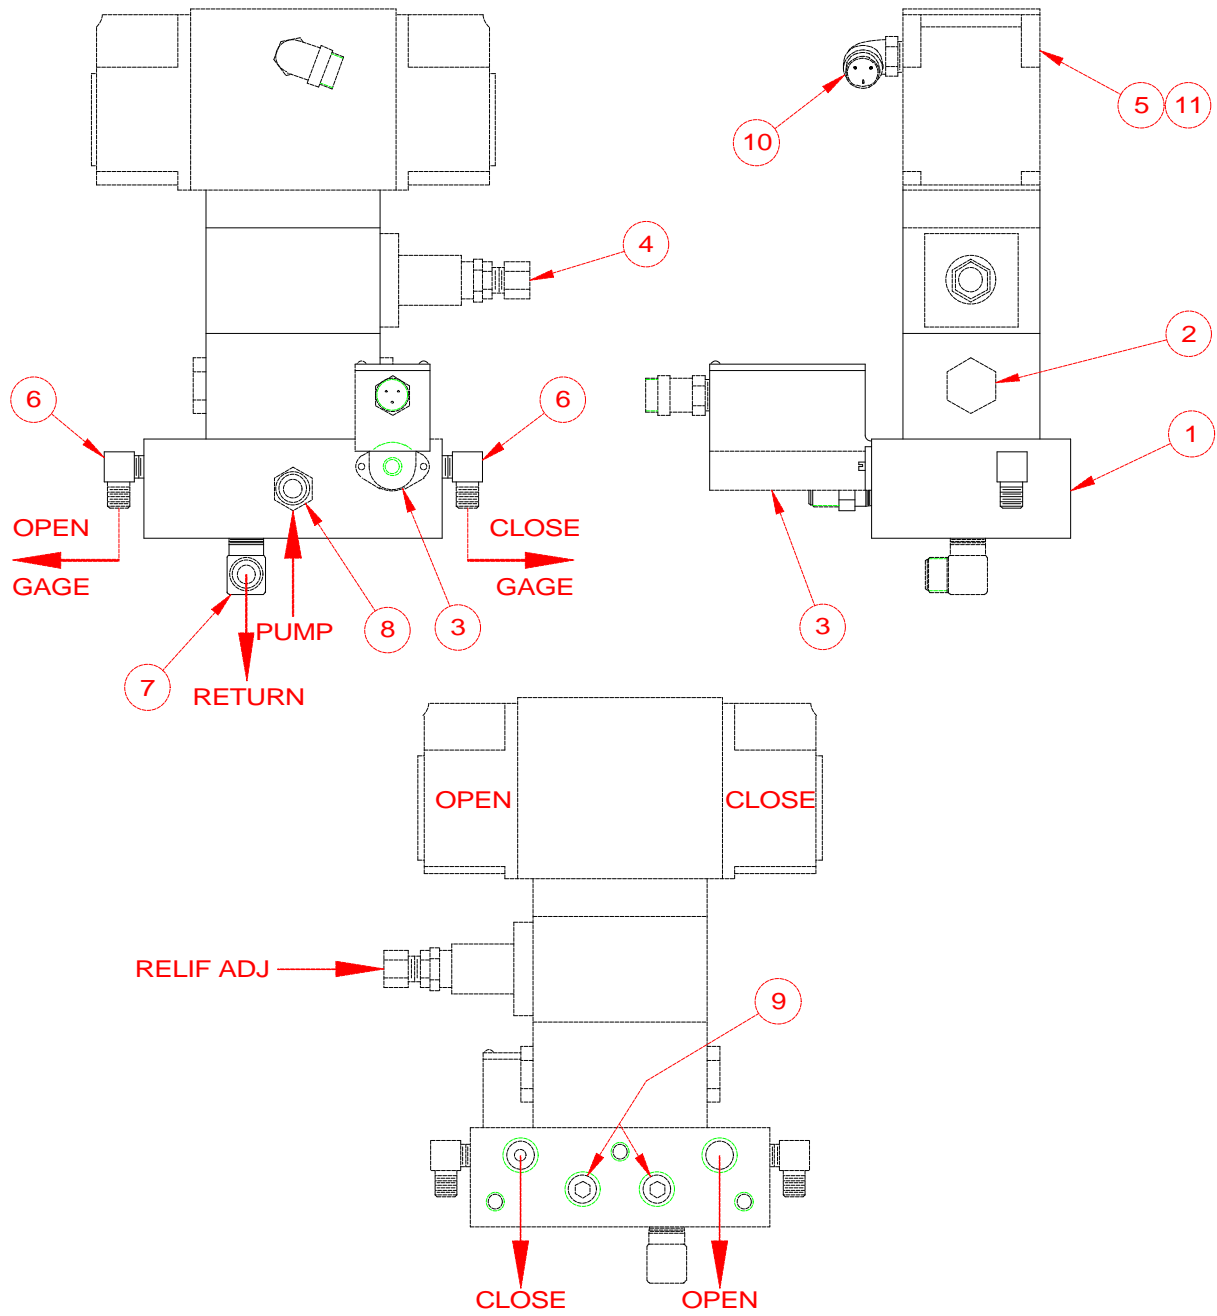 10
5
11
4
2
6
6
1
OPEN
GAGE
CLOSE
GAGE
PUMP
8
3
3
7
RETURN
OPEN
CLOSE
RELIF ADJ
9
CLOSE
OPEN